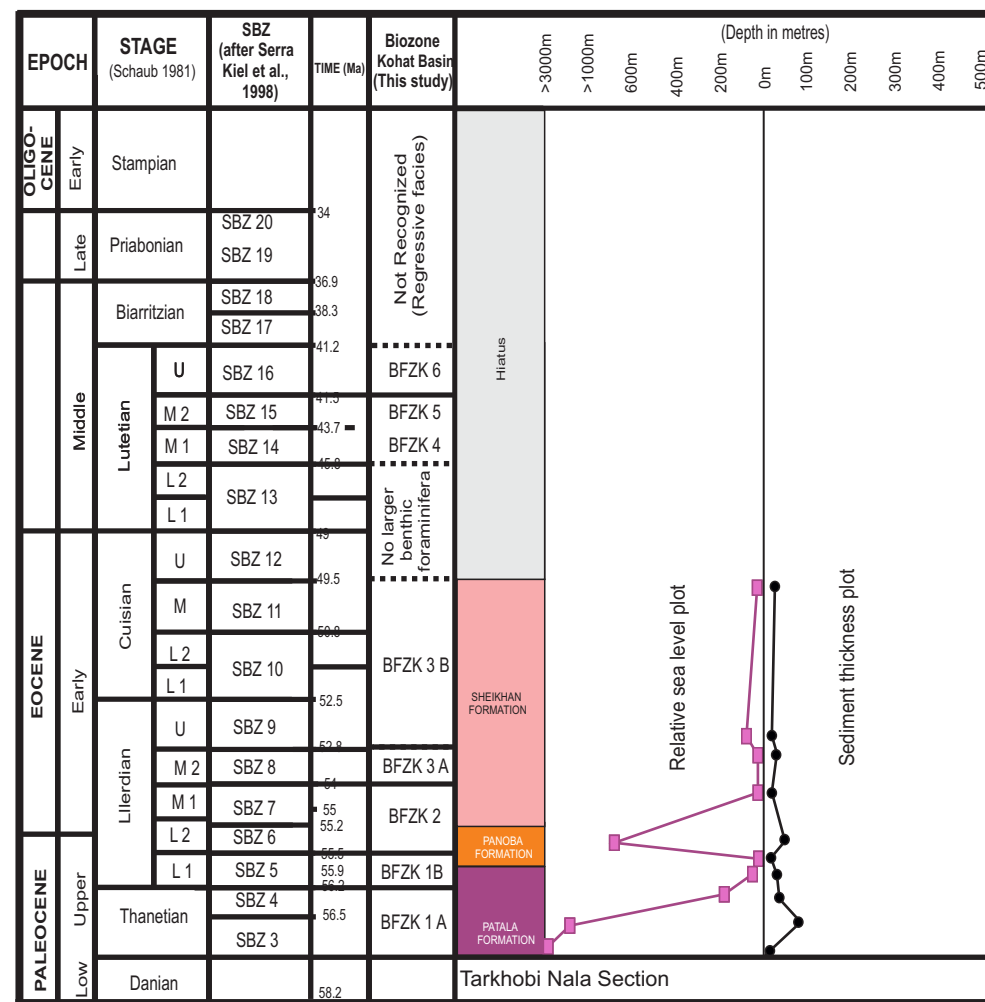 EPOCH
STAGE
(Schaub 1981)
SBZ
(after Serra
Kiel et al.,
1998)
TIME (Ma)
Biozone
Kohat Basin
(This study)
(Depth in metres)
>3000m
>1000m
600m
400m
200m
0m
100m
200m
300m
400m
500m
OLIGO-
CENE
Early
Stampian
34
Late
Priabonian
SBZ 20
SBZ 19
36.9
Not Recognized
(Regressive facies)
Hiatus
EOCENE
Middle
Biarritzian
SBZ 18
38.3
SBZ 17
41.2
Lutetian
U
SBZ 16
BFZK 6
41.5
M 2
SBZ 15
BFZK 5
43.7
M 1
SBZ 14
BFZK 4
L 2
SBZ 13
L 1
49
No larger
benthic
foraminifera
Early
Cuisian
U
SBZ 12
49.5
M
SBZ 11
L 2
SBZ 10
L 1
52.5
BFZK 3 B
SHEIKHAN
FORMATION
Relative sea level plot
Sediment thickness plot
LIlerdian
U
SBZ 9
52.8
M 2
SBZ 8
BFZK 3 A
54
M 1
SBZ 7
55
BFZK 2
55.2
PALEOCENE
Upper
L 2
SBZ 6
PANOBA
FORMATION
55.5
L 1
SBZ 5
55.9
BFZK 1B
Thanetian
SBZ 4
56.5
BFZK 1 A
SBZ 3
PATALA
FORMATION
Low
Danian
58.2
Tarkhobi Nala Section